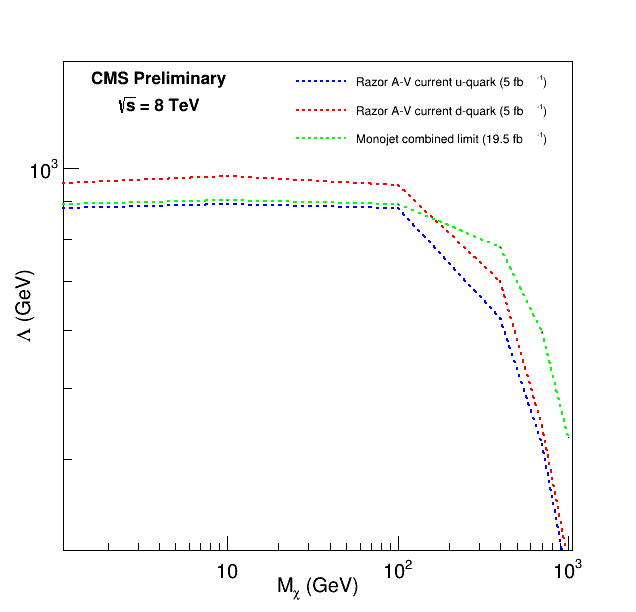 CMS Preliminary
√s = 8 TeV
Razor A-V current u-quark (5 fb⁻¹)
Razor A-V current d-quark (5 fb⁻¹)
Monojet combined limit (19.5 fb⁻¹)
10³
Λ (GeV)
10
10²
10³
Mχ (GeV)